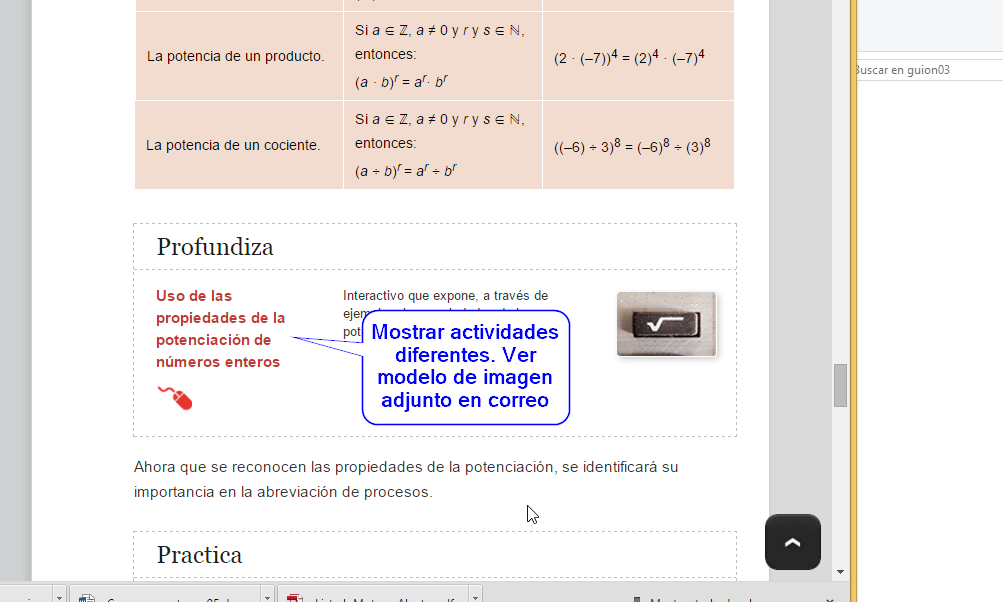 Si a ∈ ℤ, a ≠ 0 y r y s ∈ ℕ,
La potencia de un producto.
entonces:
(2 · (–7))⁴ = (2)⁴ · (–7)⁴
(a · b)ʳ = aʳ · bʳ
Si a ∈ ℤ, a ≠ 0 y r y s ∈ ℕ,
La potencia de un cociente.
entonces:
((–6) ÷ 3)⁸ = (–6)⁸ ÷ (3)⁸
(a ÷ b)ʳ = aʳ ÷ bʳ
Buscar en guion03
Profundiza
Uso de las
propiedades de la
potenciación de
números enteros
Interactivo que expone, a través de
Mostrar actividades
diferentes. Ver
modelo de imagen
adjunto en correo
Ahora que se reconocen las propiedades de la potenciación, se identificará su
importancia en la abreviación de procesos.
Practica